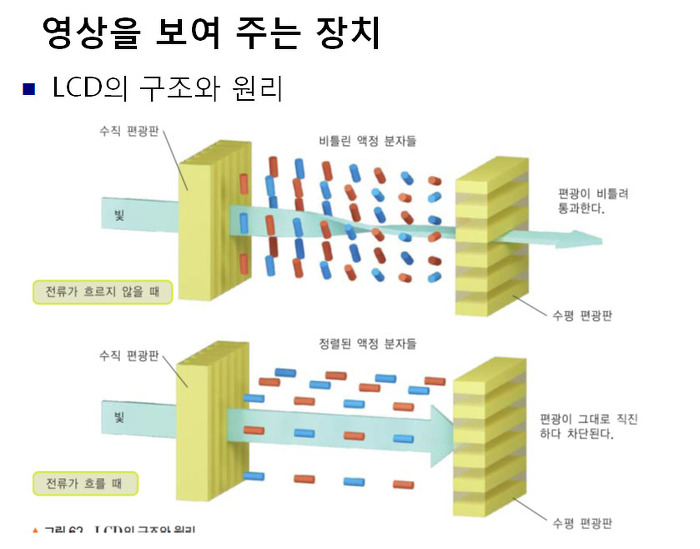 영상을 보여 주는 장치
■ LCD의 구조와 원리
수직 편광판
비틀린 액정 분자들
빛
편광이 비틀려
통과한다.
전류가 흐르지 않을 때
수평 편광판
정렬된 액정 분자들
수직 편광판
빛
편광이 그대로 직진
하다 차단된다.
전류가 흐를 때
수평 편광판
▲ 그림 62 LCD의 구조와 원리